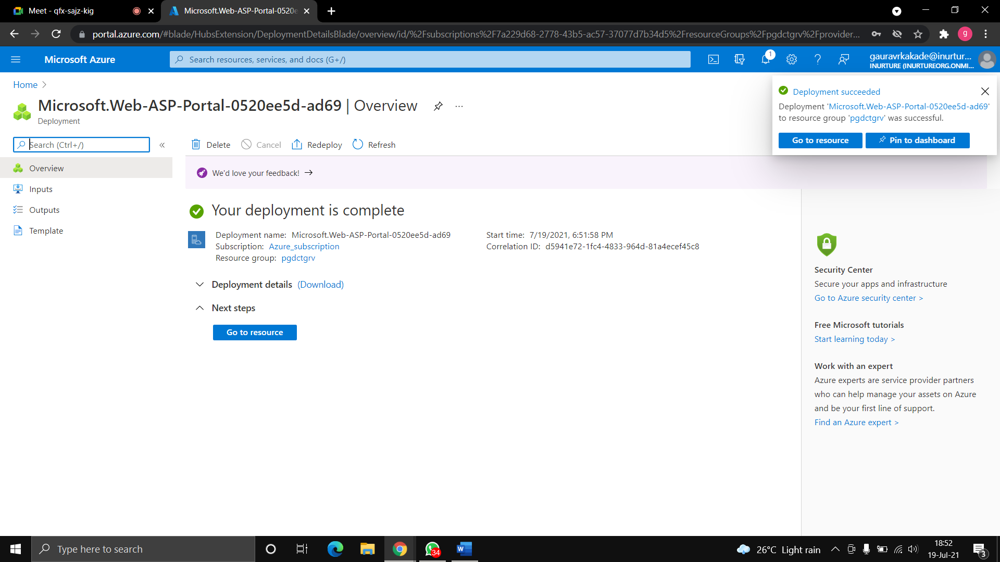 Meet - qfx-sajz-kig
Microsoft.Web-ASP-Portal-0520e
portal.azure.com/#blade/HubsExtension/DeploymentDetailsBlade/overview/id/%2Fsubscriptions%2F7a229d68-2778-43b5-ac57-37077d7b34d5%2FresourceGroups%2Fpgdctgrv%2Fprovider...
g
Microsoft Azure
Search resources, services, and docs (G+/)
1
gauravrkakade@inurtur...
INURTURE (INURTUREORG.ONMI...
Home
Microsoft.Web-ASP-Portal-0520ee5d-ad69 | Overview
...
Deployment
Deployment succeeded
Deployment 'Microsoft.Web-ASP-Portal-0520ee5d-ad69'
to resource group 'pgdctgrv' was successful.
Go to resource
Pin to dashboard
Search (Ctrl+/)
«
Delete
Cancel
Redeploy
Refresh
Overview
Inputs
Outputs
Template
We'd love your feedback! →
Your deployment is complete
Deployment name: Microsoft.Web-ASP-Portal-0520ee5d-ad69
Subscription: Azure_subscription
Resource group: pgdctgrv
Start time: 7/19/2021, 6:51:58 PM
Correlation ID: d5941e72-1fc4-4833-964d-81a4ecef45c8
Deployment details (Download)
Next steps
Go to resource
Security Center
Secure your apps and infrastructure
Go to Azure security center >
Free Microsoft tutorials
Start learning today >
Work with an expert
Azure experts are service provider partners
who can help manage your assets on Azure
and be your first line of support.
Find an Azure expert >
Type here to search
34
W
26°C Light rain
18:52
19-Jul-21
3